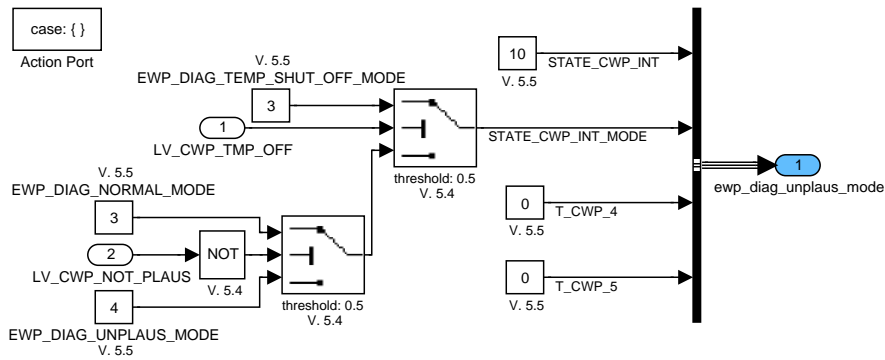 case: { }
Action Port
V. 5.5
EWP_DIAG_TEMP_SHUT_OFF_MODE
3
1
LV_CWP_TMP_OFF
threshold: 0.5
V. 5.4
V. 5.5
EWP_DIAG_NORMAL_MODE
3
2
LV_CWP_NOT_PLAUS
NOT
V. 5.4
4
EWP_DIAG_UNPLAUS_MODE
V. 5.5
threshold: 0.5
V. 5.4
10
V. 5.5
STATE_CWP_INT
STATE_CWP_INT_MODE
0
V. 5.5
T_CWP_4
0
V. 5.5
T_CWP_5
1
ewp_diag_unplaus_mode